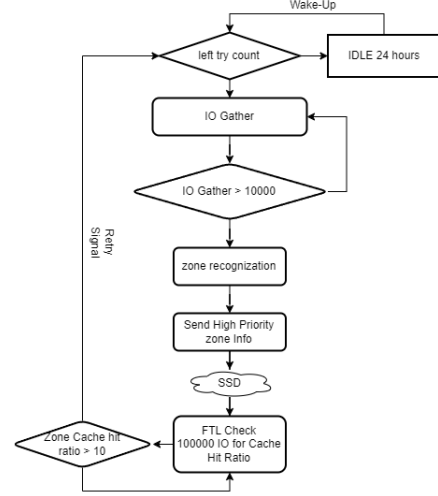 Wake-Up
left try count
IDLE 24 hours
IO Gather
IO Gather > 10000
Retry
Signal
zone recognization
Send High Priority
zone Info
SSD
FTL Check
100000 IO for Cache
Hit Ratio
Zone Cache hit
ratio > 10